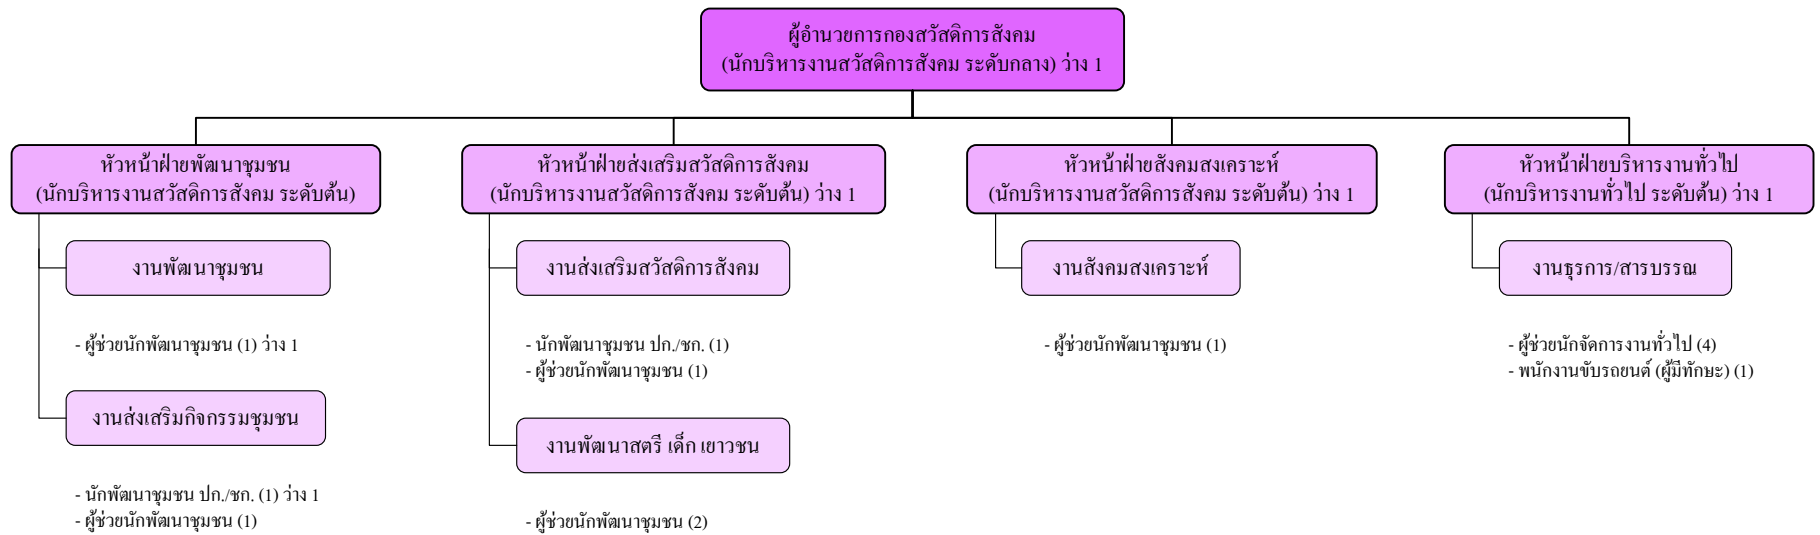 ผู้อำนวยการกองสวัสดิการสังคม
(นักบริหารงานสวัสดิการสังคม ระดับกลาง) ว่าง 1
หัวหน้าฝ่ายพัฒนาชุมชน
(นักบริหารงานสวัสดิการสังคม ระดับต้น)
งานพัฒนาชุมชน
- ผู้ช่วยนักพัฒนาชุมชน (1) ว่าง 1
งานส่งเสริมกิจกรรมชุมชน
- นักพัฒนาชุมชน ปก./ชก. (1) ว่าง 1
- ผู้ช่วยนักพัฒนาชุมชน (1)
หัวหน้าฝ่ายส่งเสริมสวัสดิการสังคม
(นักบริหารงานสวัสดิการสังคม ระดับต้น) ว่าง 1
งานส่งเสริมสวัสดิการสังคม
- นักพัฒนาชุมชน ปก./ชก. (1)
- ผู้ช่วยนักพัฒนาชุมชน (1)
งานพัฒนาสตรี เด็ก เยาวชน
- ผู้ช่วยนักพัฒนาชุมชน (2)
หัวหน้าฝ่ายสังคมสงเคราะห์
(นักบริหารงานสวัสดิการสังคม ระดับต้น) ว่าง 1
งานสังคมสงเคราะห์
- ผู้ช่วยนักพัฒนาชุมชน (1)
หัวหน้าฝ่ายบริหารงานทั่วไป
(นักบริหารงานทั่วไป ระดับต้น) ว่าง 1
งานธุรการ/สารบรรณ
- ผู้ช่วยนักจัดการงานทั่วไป (4)
- พนักงานขับรถยนต์ (ผู้มีทักษะ) (1)